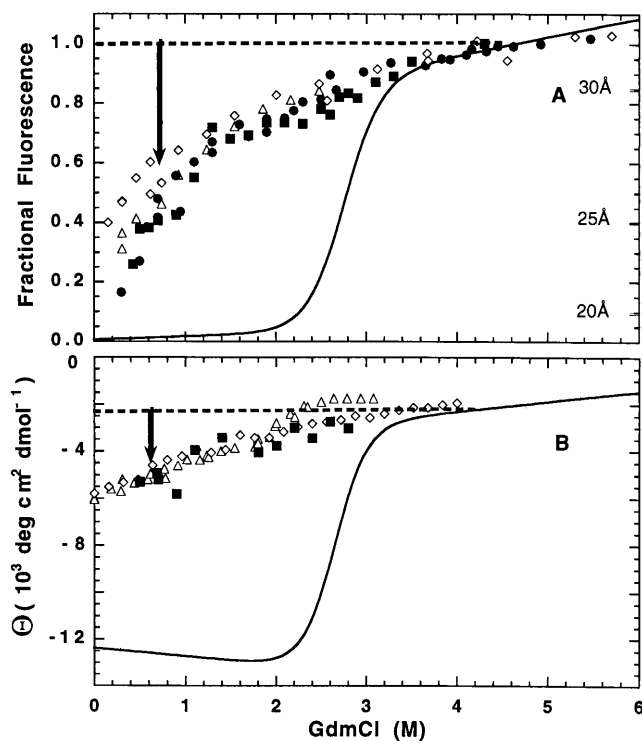 Fractional Fluorescence
1.0
0.8
0.6
0.4
0.2
0.0
A
30Å
25Å
20Å
Θ ( 10³ deg cm² dmol⁻¹ )
0
-4
-8
-12
B
0 1 2 3 4 5 6
GdmCl (M)